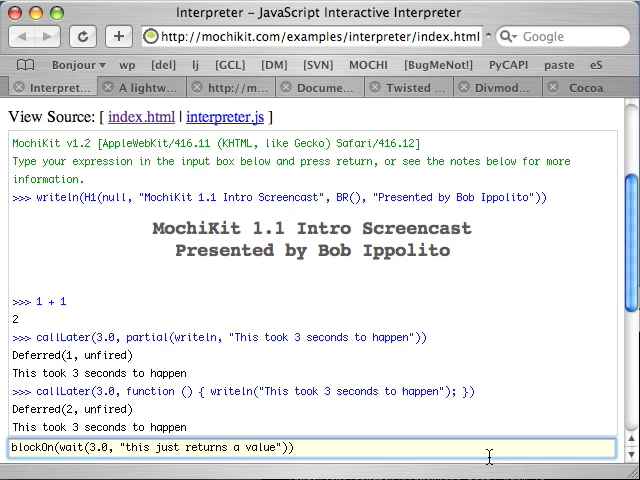 Interpreter – JavaScript Interactive Interpreter
http://mochikit.com/examples/interpreter/index.html
Google
Bonjour wp [del] lj [GCL] [DM] [SVN] MOCHI [BugMeNot!] PyCAPI paste eS
Interpret... A lightw... http://m... Docume... Twisted ... Divmod... Cocoa
View Source: [ index.html | interpreter.js ]
MochiKit v1.2 [AppleWebKit/416.11 (KHTML, like Gecko) Safari/416.12]
Type your expression in the input box below and press return, or see the notes below for more
information.
>>> writeln(H1(null, "MochiKit 1.1 Intro Screencast", BR(), "Presented by Bob Ippolito"))
MochiKit 1.1 Intro Screencast
Presented by Bob Ippolito
>>> 1 + 1
2
>>> callLater(3.0, partial(writeln, "This took 3 seconds to happen"))
Deferred(1, unfired)
This took 3 seconds to happen
>>> callLater(3.0, function () { writeln("This took 3 seconds to happen"); })
Deferred(2, unfired)
This took 3 seconds to happen
blockOn(wait(3.0, "this just returns a value"))